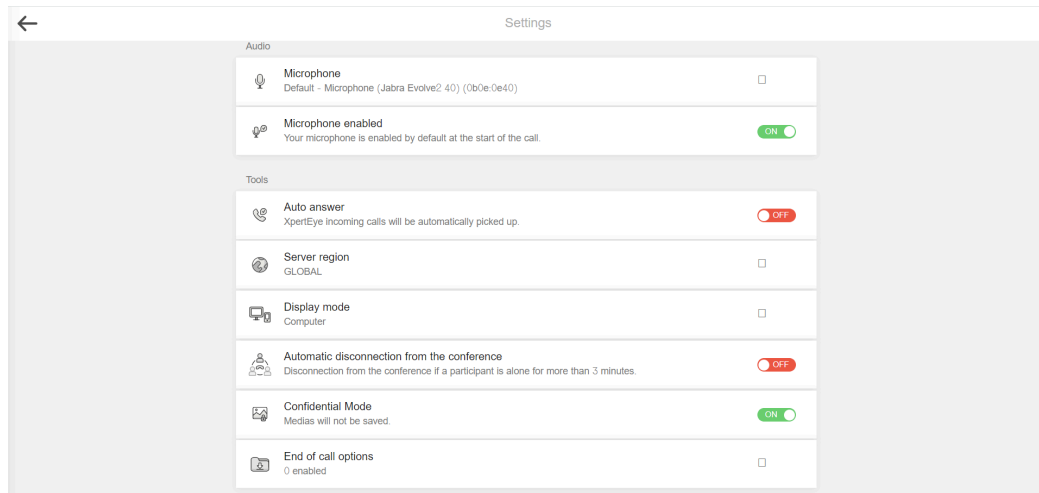 Settings
Audio
Microphone
Default - Microphone (Jabra Evolve2 40) (0b0e:0e40)
Microphone enabled
Your microphone is enabled by default at the start of the call.
ON
Tools
Auto answer
XpertEye incoming calls will be automatically picked up.
OFF
Server region
GLOBAL
Display mode
Computer
Automatic disconnection from the conference
Disconnection from the conference if a participant is alone for more than 3 minutes.
OFF
Confidential Mode
Medias will not be saved.
ON
End of call options
0 enabled